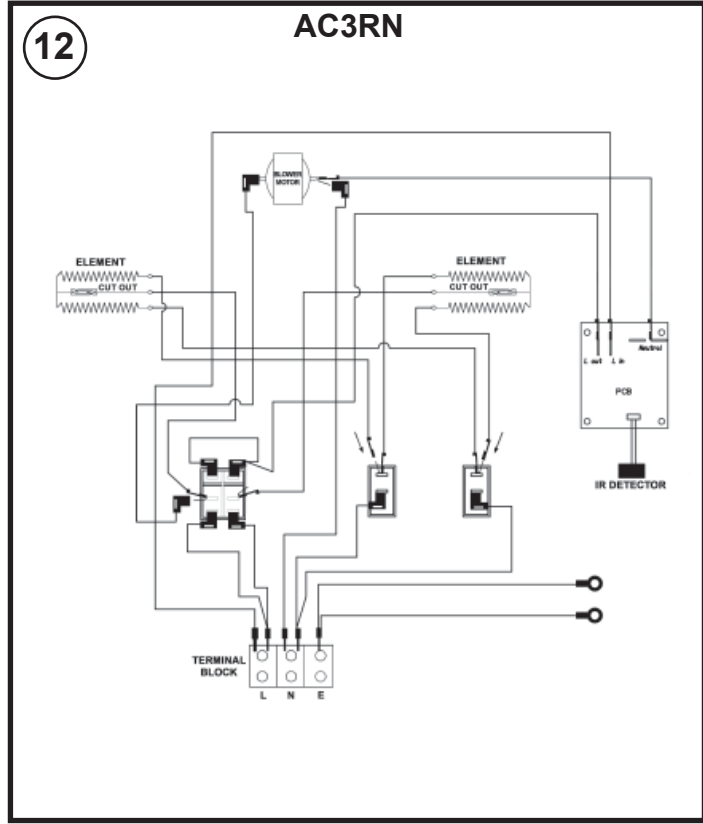 12
AC3RN
BLOWER
MOTOR
ELEMENT
CUT OUT
ELEMENT
CUT OUT
L out
L in
Neutral
PCB
IR DETECTOR
TERMINAL
BLOCK
L
N
E